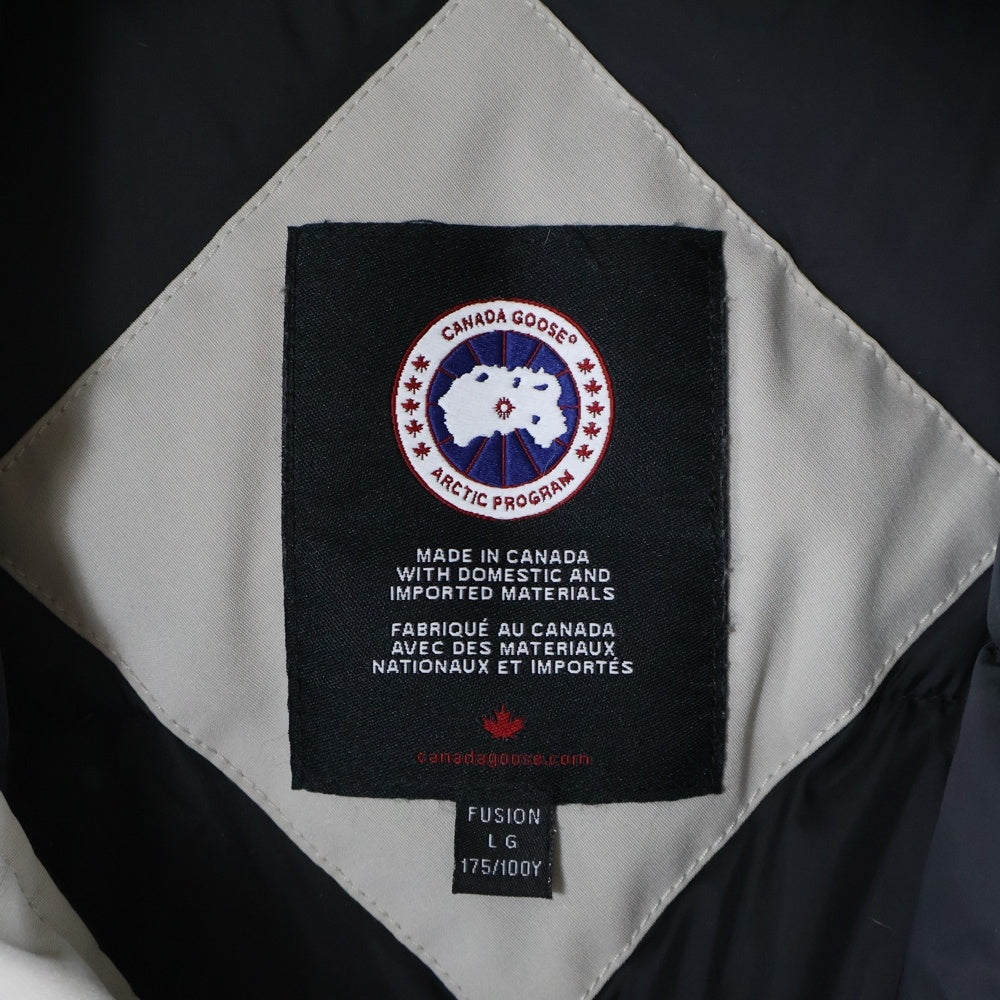 CANADA GOOSE®
ARCTIC PROGRAM
MADE IN CANADA
WITH DOMESTIC AND
IMPORTED MATERIALS
FABRIQUÉ AU CANADA
AVEC DES MATERIAUX
NATIONAUX ET IMPORTÉS
canadagoose.com
FUSION
LG
175/100Y